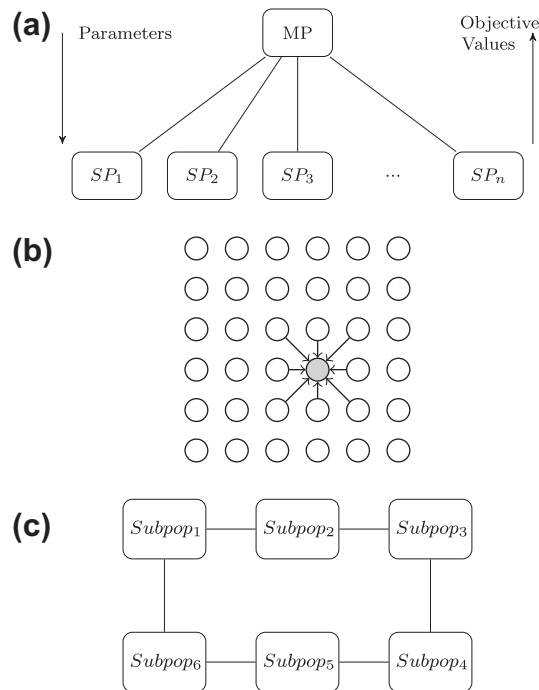 (a)
Parameters
MP
Objective
Values
SP₁
SP₂
SP₃
...
SPₙ
(b)
(c)
Subpop₁
Subpop₂
Subpop₃
Subpop₆
Subpop₅
Subpop₄